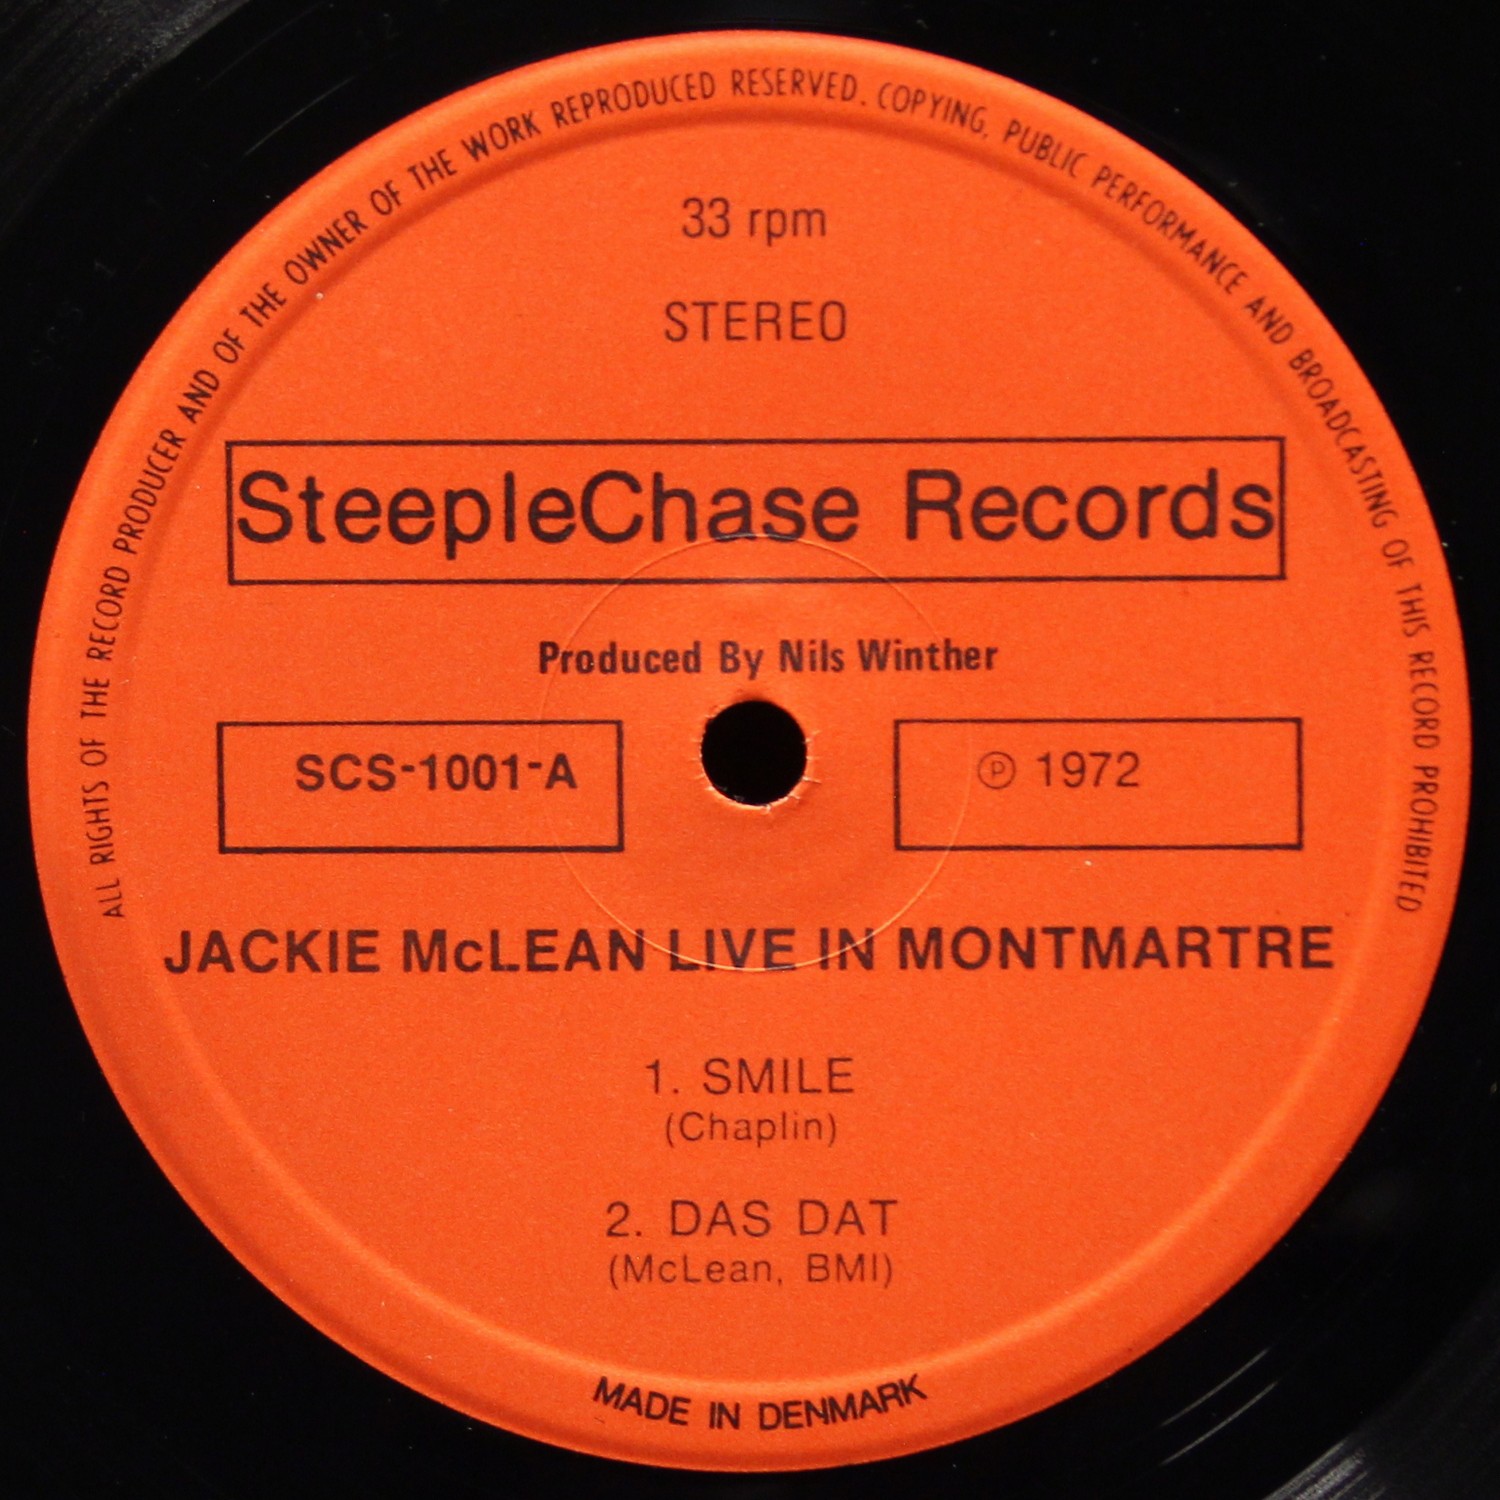 ALL RIGHTS OF THE RECORD PRODUCER AND OF THE OWNER OF THE WORK REPRODUCED RESERVED. COPYING, PUBLIC PERFORMANCE AND BROADCASTING OF THIS RECORD PROHIBITED
33 rpm
STEREO
SteepleChase Records
Produced By Nils Winther
SCS-1001-A
℗ 1972
JACKIE McLEAN LIVE IN MONTMARTRE
1. SMILE
(Chaplin)
2. DAS DAT
(McLean, BMI)
MADE IN DENMARK